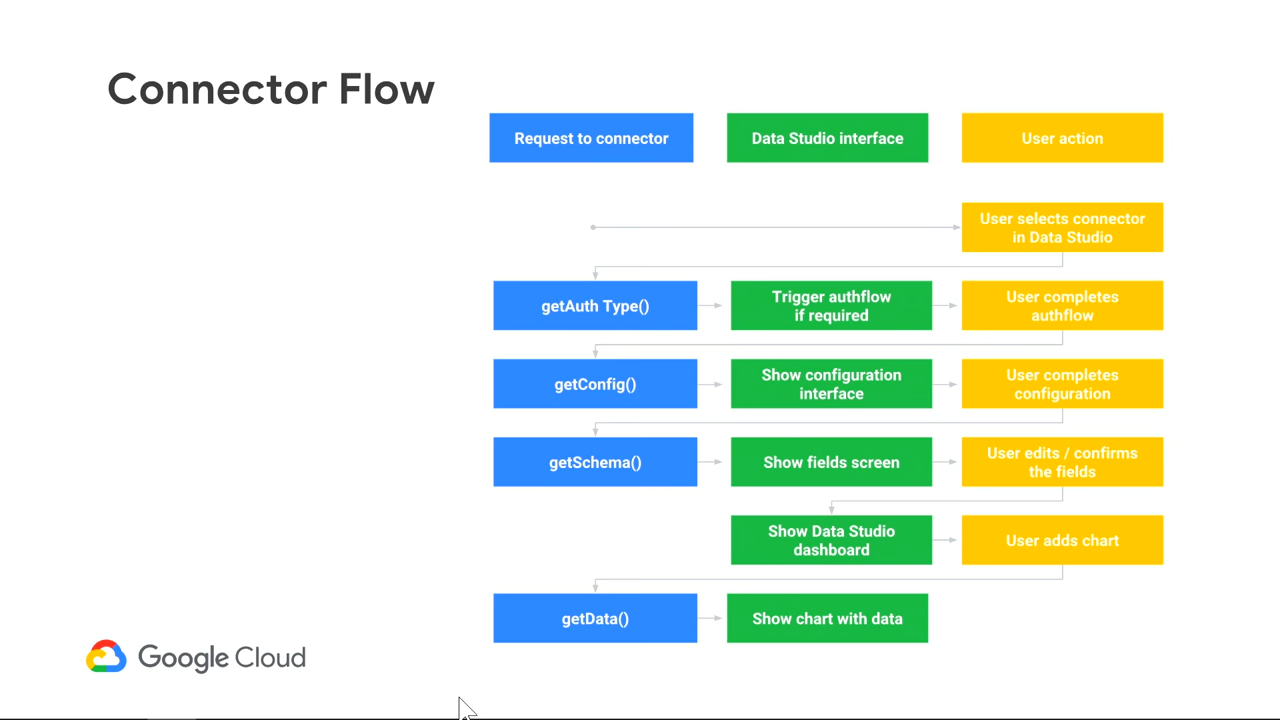 Connector Flow
Request to connector
Data Studio interface
User action
User selects connector
in Data Studio
getAuth Type()
Trigger authflow
if required
User completes
authflow
getConfig()
Show configuration
interface
User completes
configuration
getSchema()
Show fields screen
User edits / confirms
the fields
Show Data Studio
dashboard
User adds chart
getData()
Show chart with data
Google Cloud